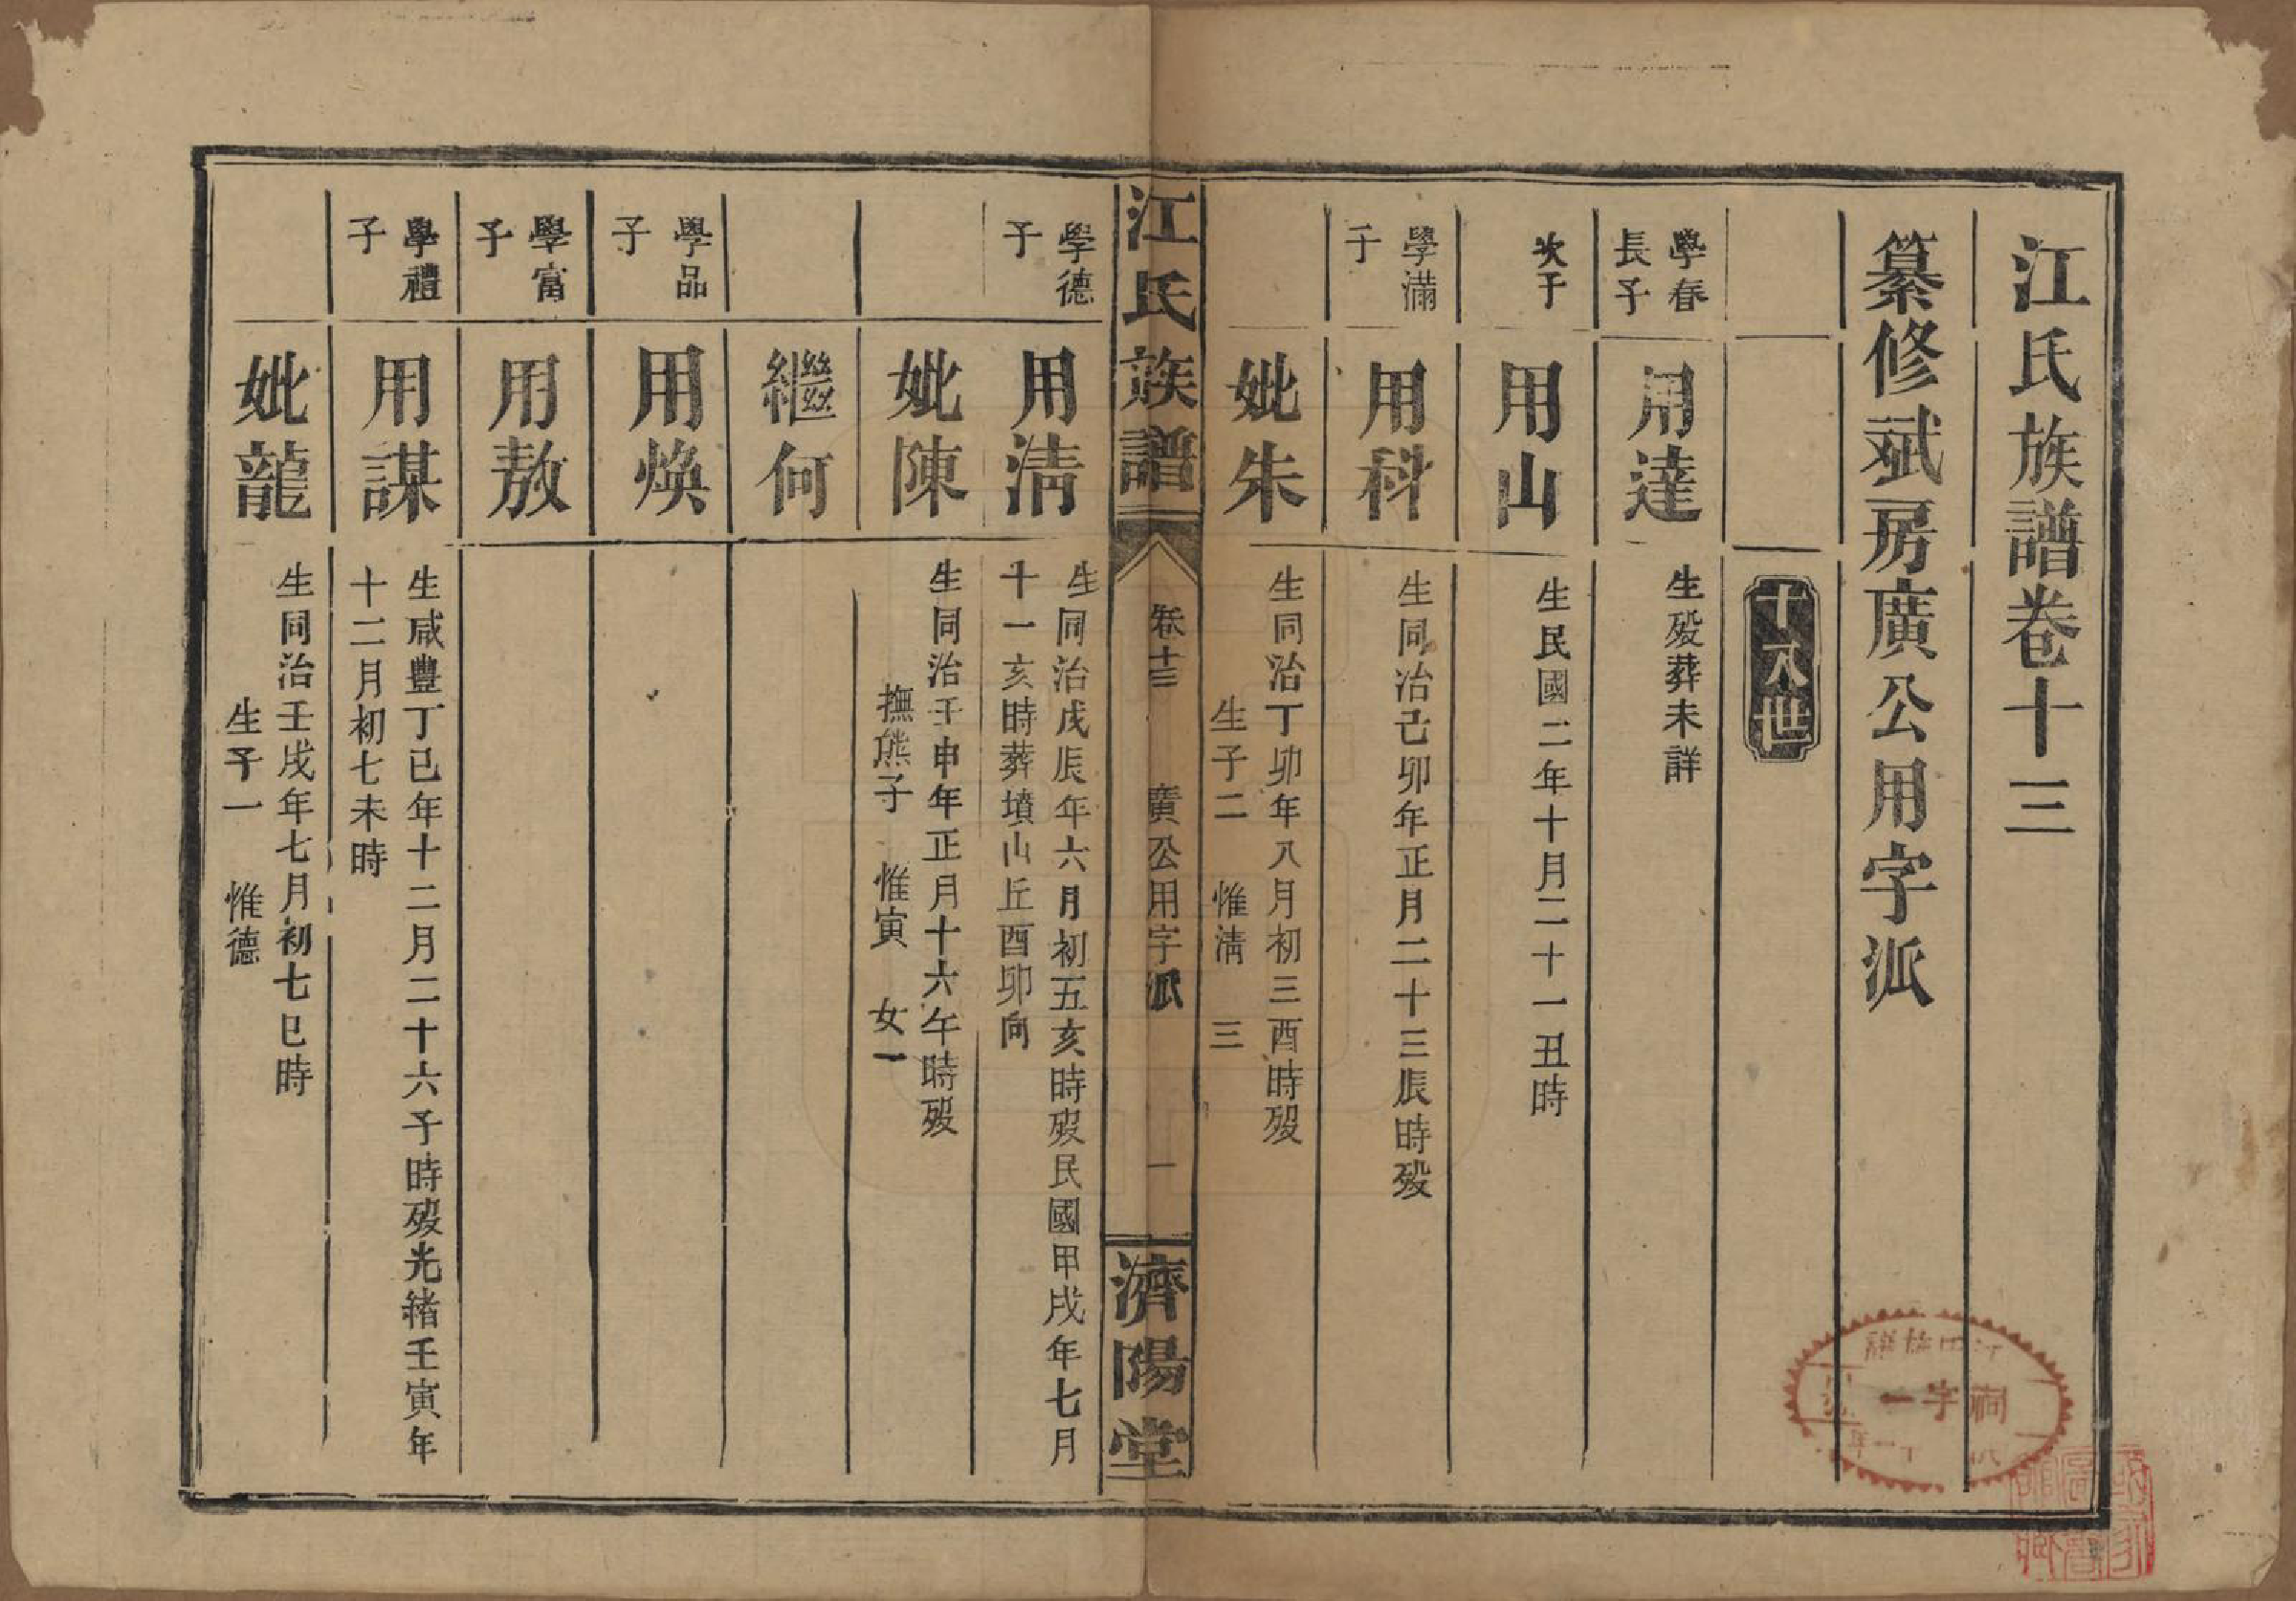 江氏族譜卷十三
纂修斌房廣公用字派
十八世
學春
長子
用達
生歿葬未詳
次子
用山
生民國二年十月二十一丑時
學滿
子
用科
生同治己卯年正月二十三辰時歿
妣朱
生同治丁卯年八月初三酉時歿
生子二 惟清 三
江氏族譜
卷十三
廣公用字派
一
濟陽堂
學德
子
用清
生同治戊辰年六月初五亥時歿民國甲戌年七月
十一亥時葬墳山丘酉卯向
妣陳
生同治壬申年正月十六午時歿
撫熊子 惟寅 女一
繼何
學品
子
用煥
學富
子
用敖
學禮
子
用謀
生咸豐丁巳年十二月二十六子時歿光緒壬寅年
十二月初七未時
妣龍
生同治壬戌年七月初七巳時
生子一 惟德
祠字一